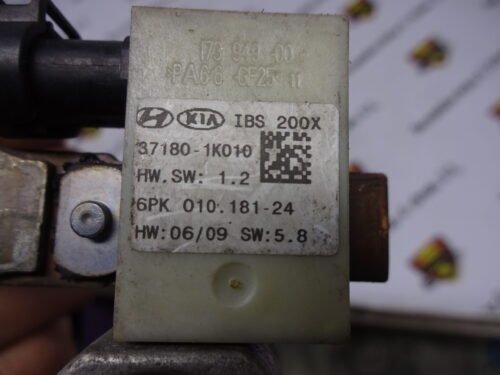 KIA IBS 200X
37180-1K010
HW.SW: 1.2
6PK 010.181-24
HW:06/09 SW:5.8